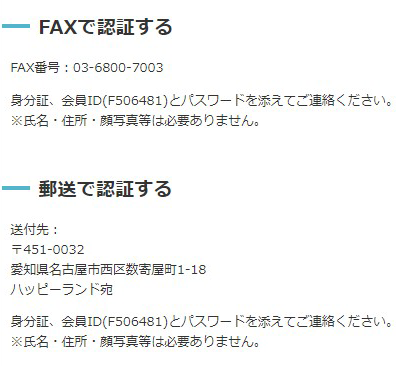 FAXで認証する
FAX番号：03-6800-7003
身分証、会員ID(F506481)とパスワードを添えてご連絡ください。
※氏名・住所・顔写真等は必要ありません。
郵送で認証する
送付先：
〒451-0032
愛知県名古屋市西区数寄屋町1-18
ハッピーランド宛
身分証、会員ID(F506481)とパスワードを添えてご連絡ください。
※氏名・住所・顔写真等は必要ありません。